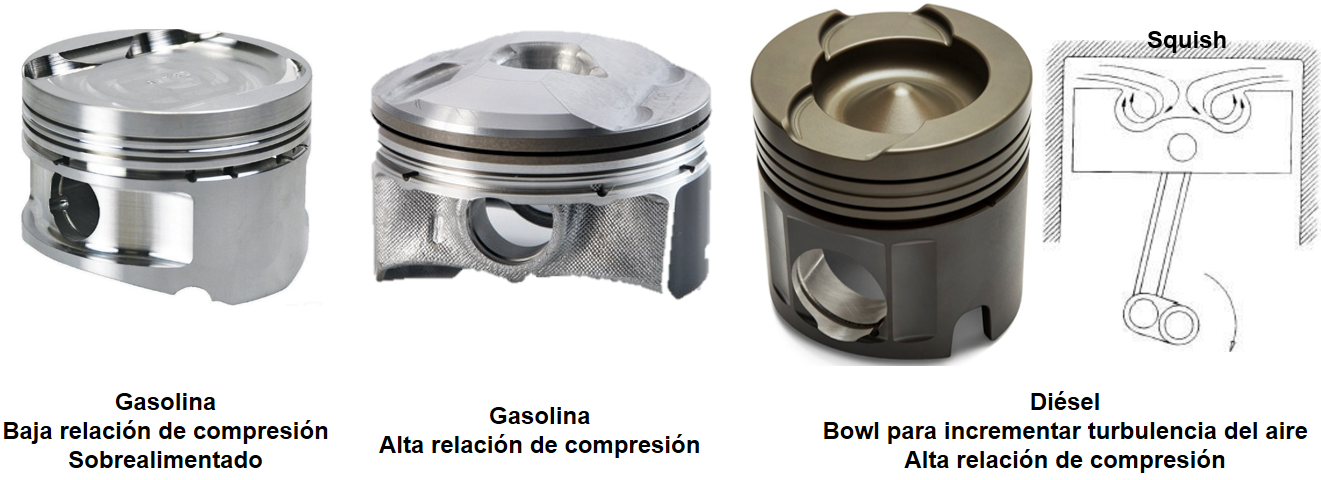 Squish
Gasolina
Baja relación de compresión
Sobrealimentado
Gasolina
Alta relación de compresión
Diésel
Bowl para incrementar turbulencia del aire
Alta relación de compresión